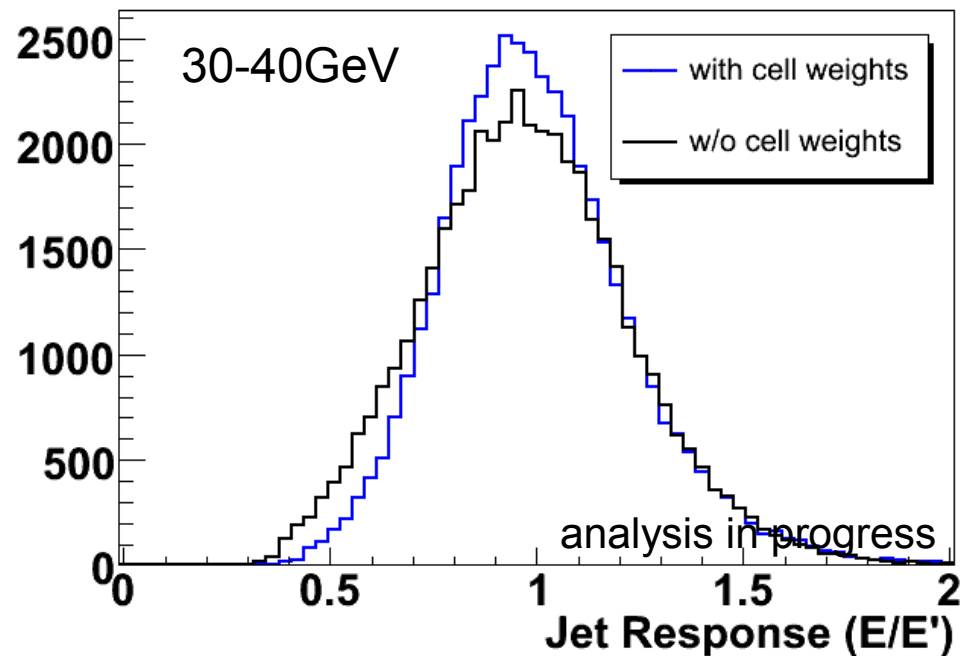 2500
30-40GeV
with cell weights
2000
w/o cell weights
1500
1000
500
analysis in progress
0
0 0.5 1 1.5 2
Jet Response (E/E')